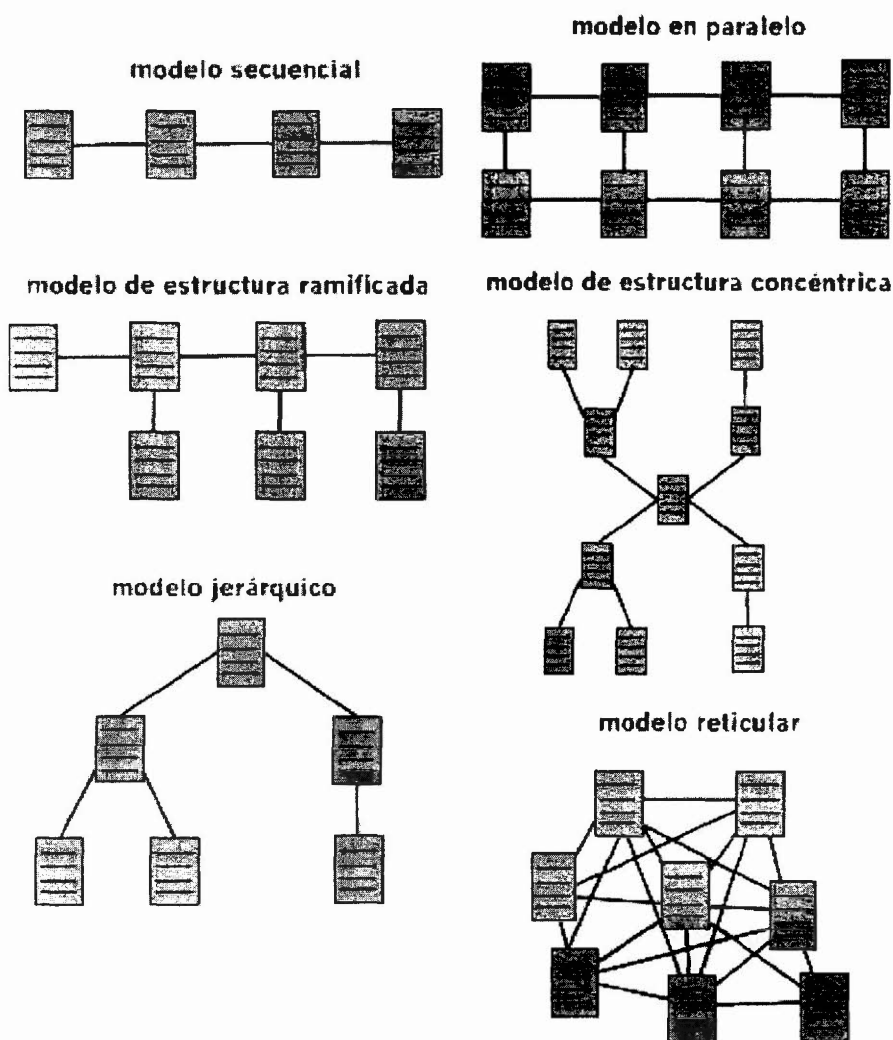 modelo secuencial
modelo en paralelo
modelo de estructura ramificada
modelo de estructura concéntrica
modelo jerárquico
modelo reticular